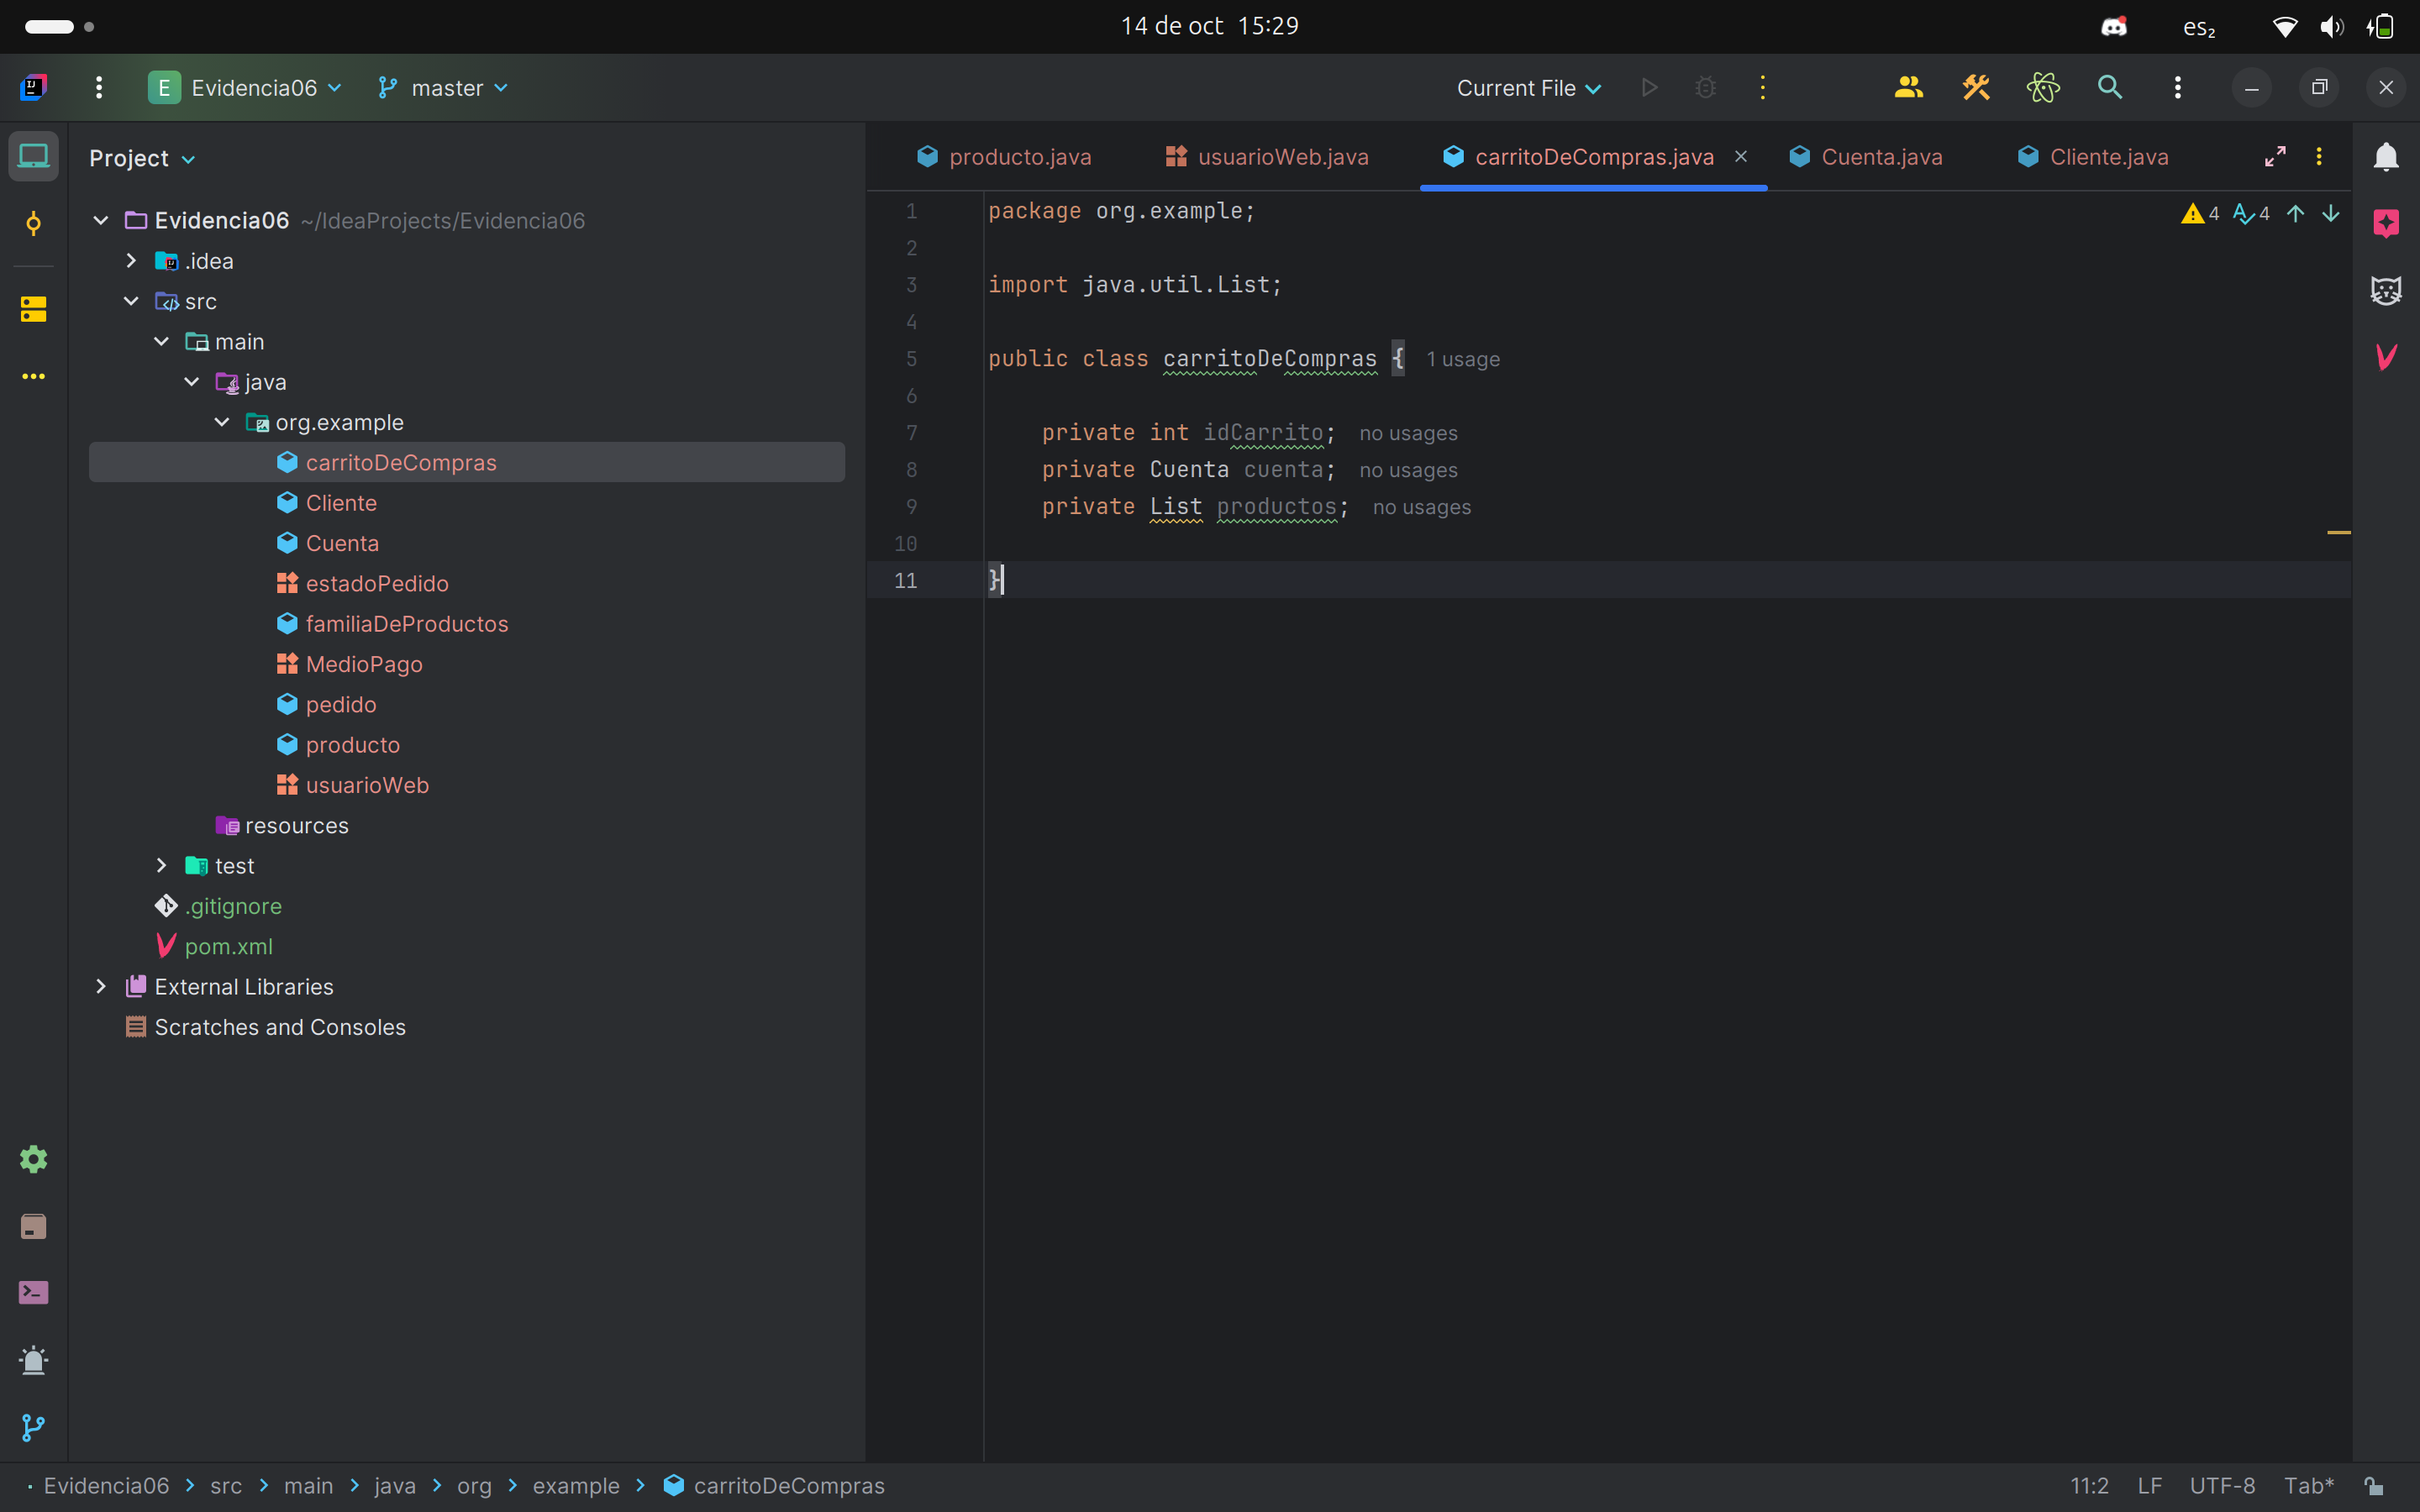 14 de oct 15:29
es₂
IJ
E Evidencia06
master
Current File
Project
producto.java
usuarioWeb.java
carritoDeCompras.java
Cuenta.java
Cliente.java
Evidencia06 ~/IdeaProjects/Evidencia06
.idea
src
main
java
org.example
carritoDeCompras
Cliente
Cuenta
estadoPedido
familiaDeProductos
MedioPago
pedido
producto
usuarioWeb
resources
test
.gitignore
pom.xml
External Libraries
Scratches and Consoles
4 4
1 package org.example;
2
3 import java.util.List;
4
5 public class carritoDeCompras { 1 usage
6
7 private int idCarrito; no usages
8 private Cuenta cuenta; no usages
9 private List productos; no usages
10
11 }
Evidencia06 > src > main > java > org > example > carritoDeCompras
11:2 LF UTF-8 Tab*